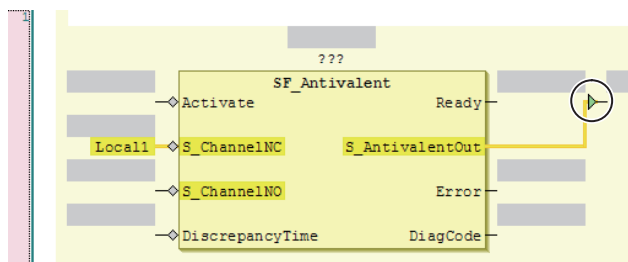 1
???
SF_Antivalent
Activate Ready
Local1 S_ChannelNC S_AntivalentOut
S_ChannelNO Error
DiscrepancyTime DiagCode